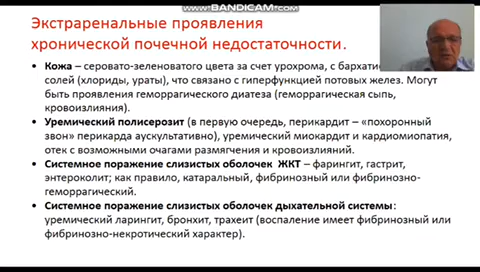 www.BANDICAM.com
Экстраренальные проявления
хронической почечной недостаточности.
• Кожа – серовато-зеленоватого цвета за счет урохрома, с
солей (хлориды, ураты), что связано с гиперфункцией потовых желез. Могут
быть проявления геморрагического диатеза (геморрагическая сыпь,
кровоизлияния).
• Уремический полисерозит (в первую очередь, перикардит – «похоронный
звон» перикарда аускультативно), уремический миокардит и кардиомиопатия,
отек с возможными очагами размягчения и кровоизлияний.
• Системное поражение слизистых оболочек ЖКТ – фарингит, гастрит,
энтероколит; как правило, катаральный, фибринозный или фибринозно-
геморрагический.
• Системное поражение слизистых оболочек дыхательной системы:
уремический ларингит, бронхит, трахеит (воспаление имеет фибринозный или
фибринозно-некротический характер).